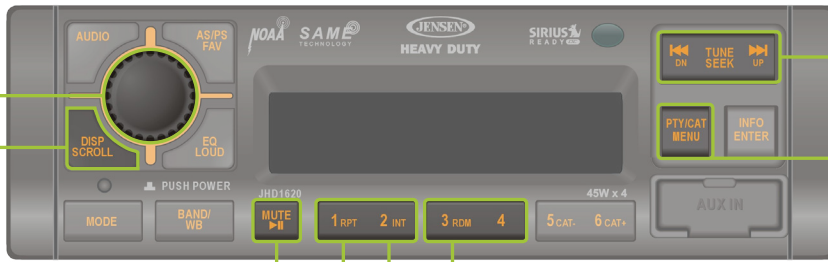 AUDIO
AS/PS
FAV
NOAA
SAME
TECHNOLOGY
JENSEN®
HEAVY DUTY
SIRIUS
READY
DN
TUNE
SEEK
UP
DISP
SCROLL
EQ
LOUD
PTY/CAT
MENU
INFO
ENTER
PUSH POWER
MODE
BAND/
WB
JHD1620
MUTE
1 RPT 2 INT
3 RDM 4
45W x 4
5 CAT- 6 CAT+
AUX IN